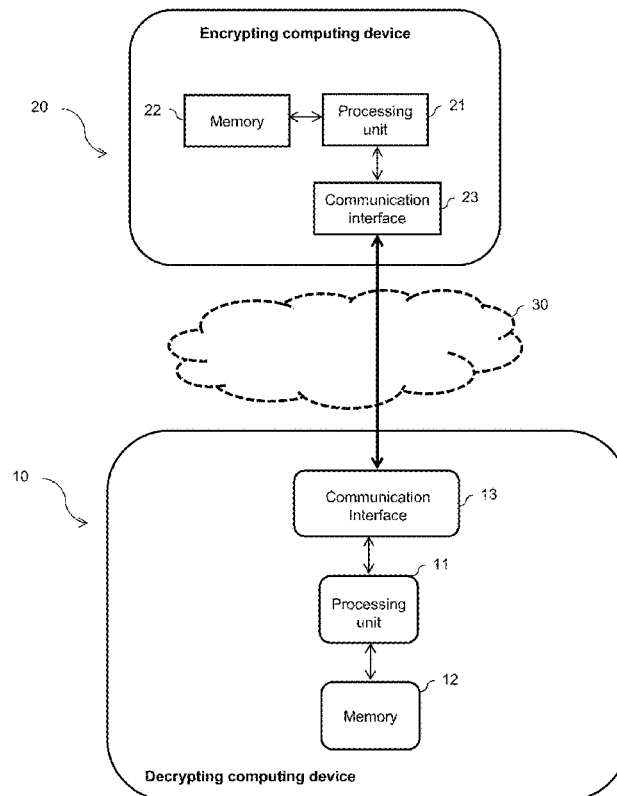 Encrypting computing device
20
22
Memory
Processing
unit
21
Communication
interface
23
30
10
Communication
Interface
13
11
Processing
unit
12
Memory
Decrypting computing device